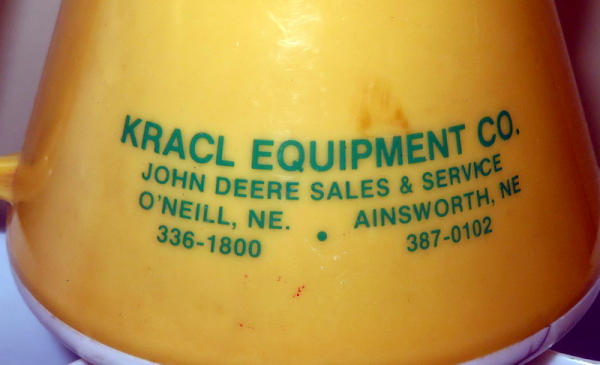 KRACL EQUIPMENT CO.
JOHN DEERE SALES & SERVICE
O'NEILL, NE. • AINSWORTH, NE
336-1800 387-0102